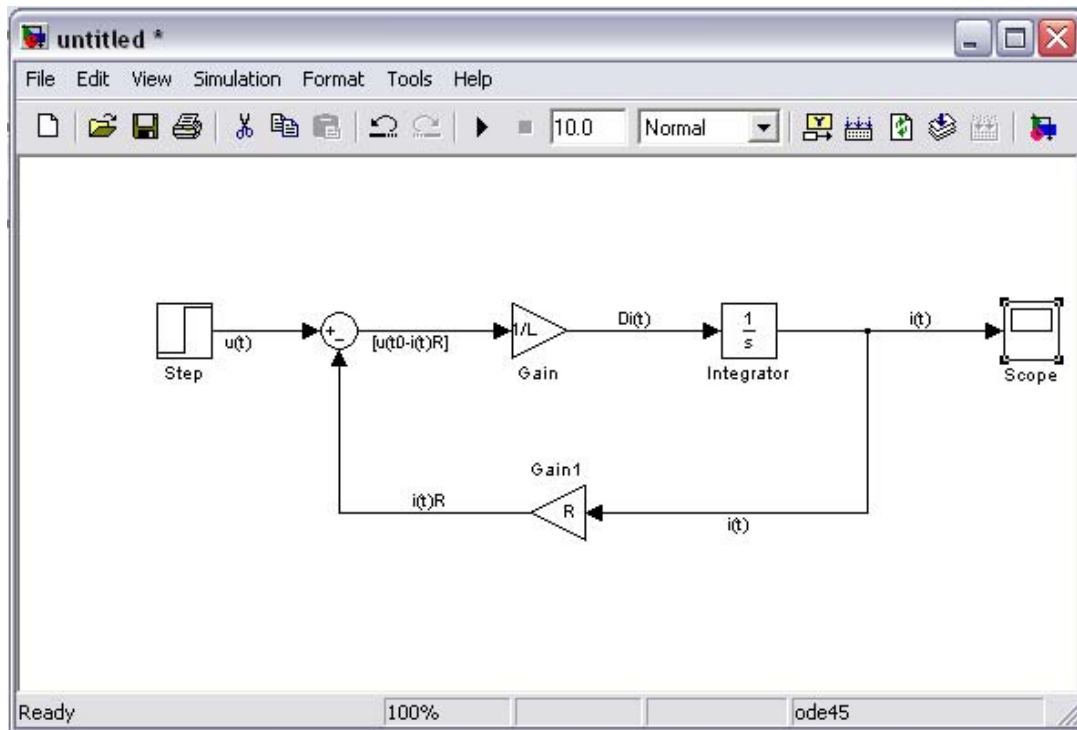 untitled *
File Edit View Simulation Format Tools Help
10.0 Normal
Y
+
-
1/L
1
s
Di(t)
i(t)
u(t)
[u(t0-i(t)R]
Step
Gain
Integrator
Scope
Gain1
i(t)R
R
i(t)
Ready 100% ode45